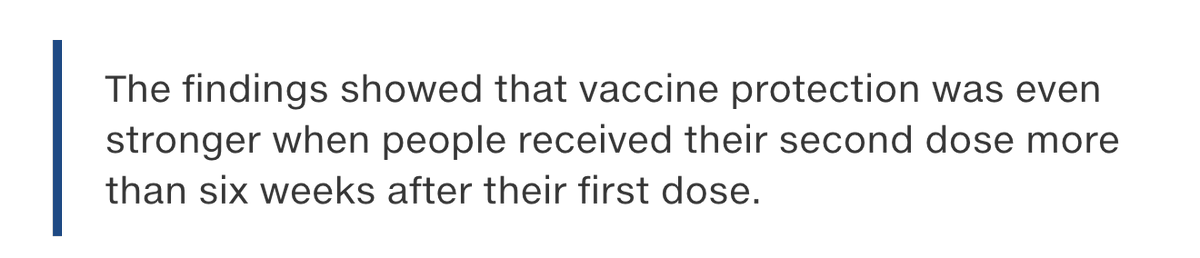 The findings showed that vaccine protection was even
stronger when people received their second dose more
than six weeks after their first dose.